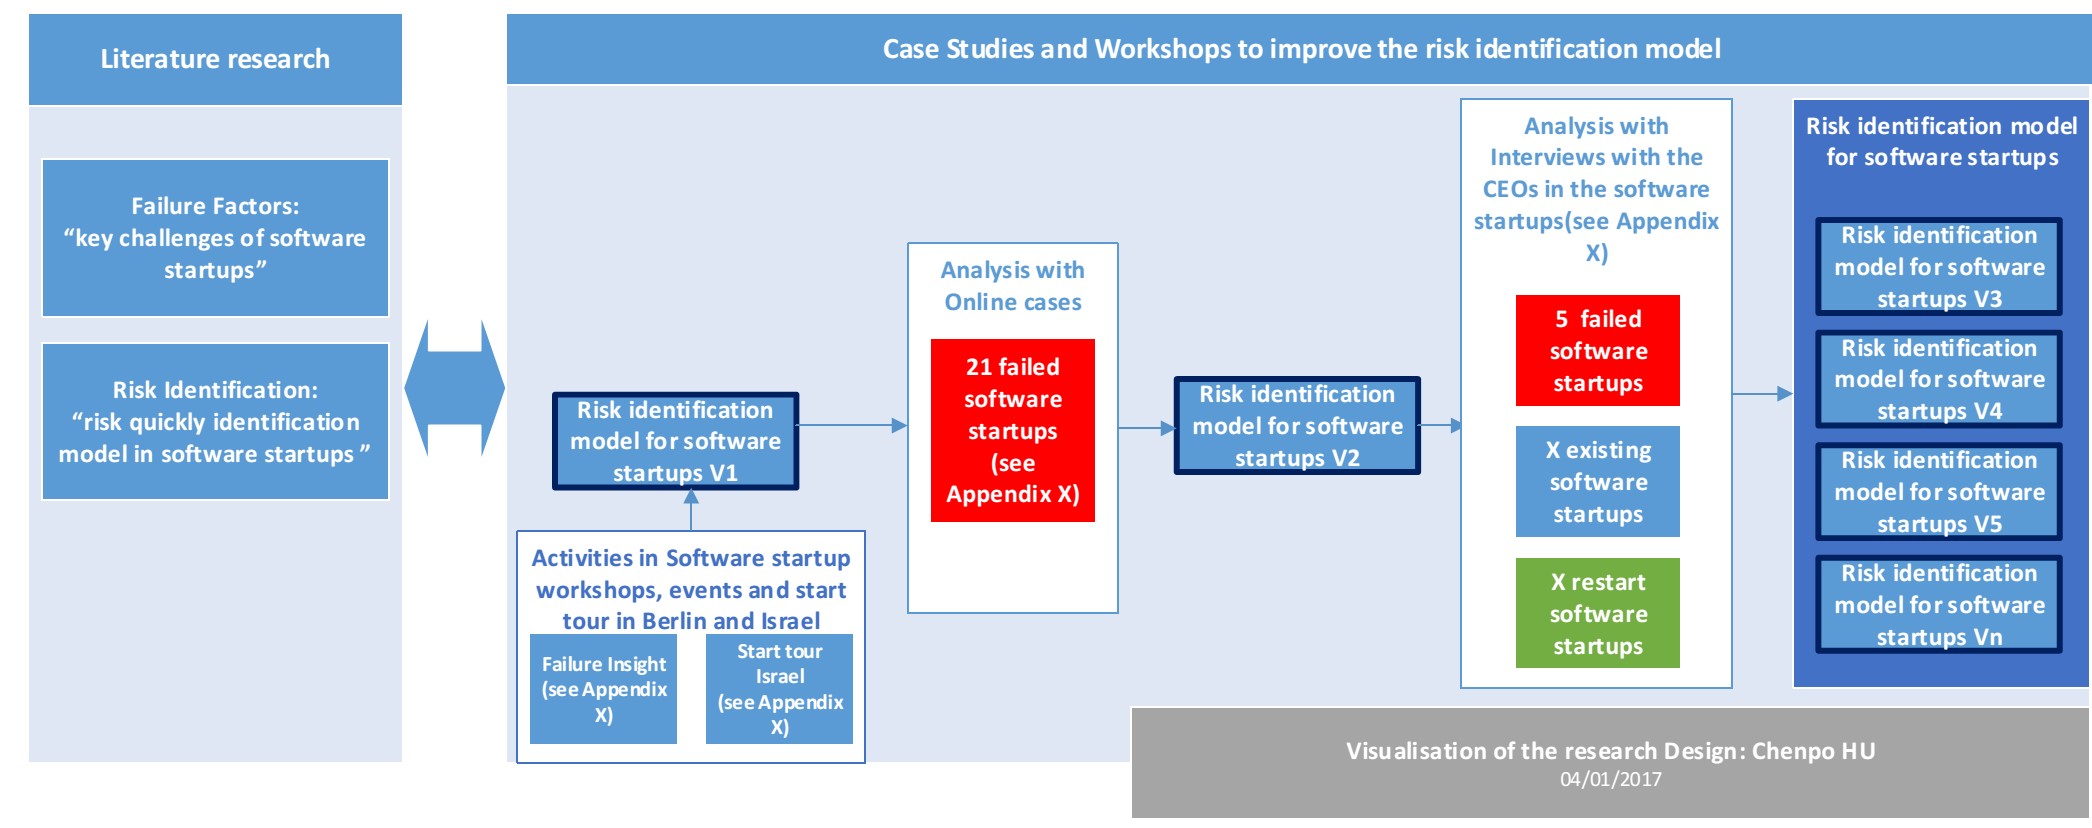 Literature research
Failure Factors:
“key challenges of software
startups”
Risk Identification:
“risk quickly identification
model in software startups ”
Case Studies and Workshops to improve the risk identification model
Risk identification
model for software
startups V1
Activities in Software startup
workshops, events and start
tour in Berlin and Israel
Failure Insight
(see Appendix
X)
Start tour
Israel
(see Appendix
X)
Analysis with
Online cases
21 failed
software
startups
(see
Appendix X)
Risk identification
model for software
startups V2
Analysis with
Interviews with the
CEOs in the software
startups(see Appendix
X)
5 failed
software
startups
X existing
software
startups
X restart
software
startups
Risk identification model
for software startups
Risk identification
model for software
startups V3
Risk identification
model for software
startups V4
Risk identification
model for software
startups V5
Risk identification
model for software
startups Vn
Visualisation of the research Design: Chenpo HU
04/01/2017